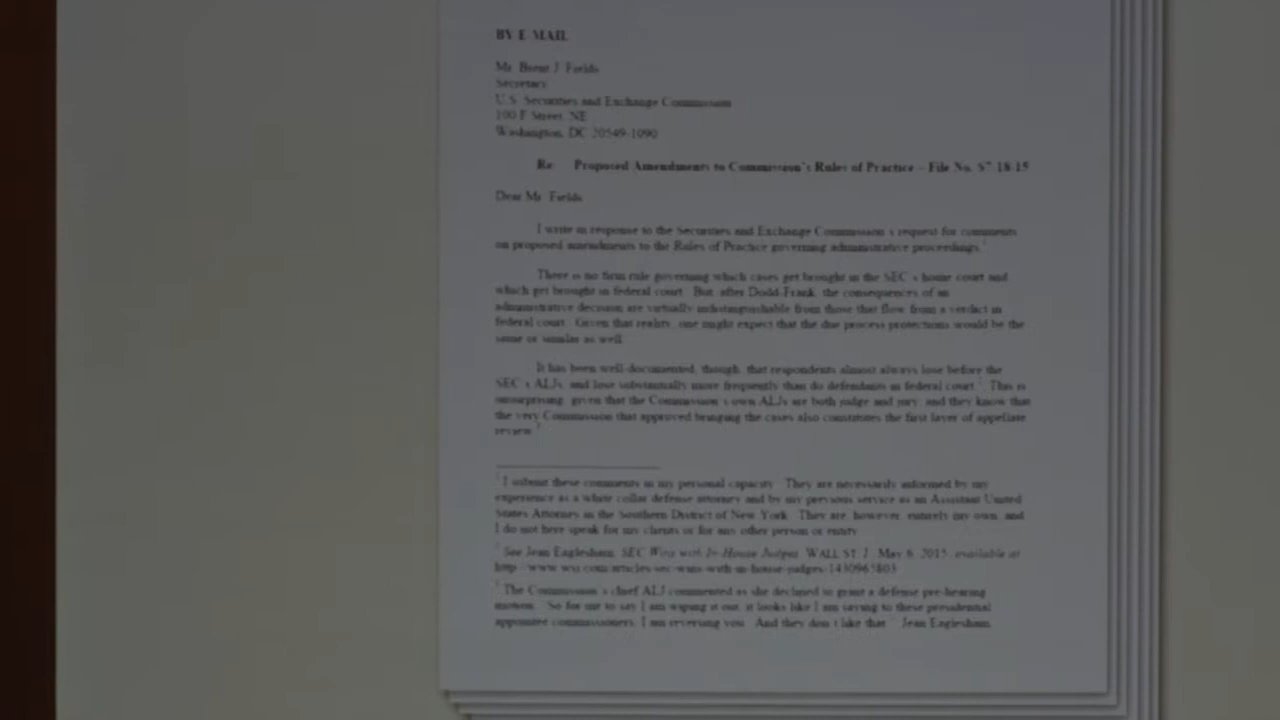 BY E-MAIL
Mr. Brent J. Fields
Secretary
U.S. Securities and Exchange Commission
100 F Street, NE
Washington, DC 20549-1090
Re: Proposed Amendments to Commission's Rules of Practice – File No. S7-18-15
Dear Mr. Fields:
I write in response to the Securities and Exchange Commission's request for comments
on proposed amendments to the Rules of Practice governing administrative proceedings.1
There is no firm rule governing which cases get brought in the SEC's home court and
which get brought in federal court. But, after Dodd-Frank, the consequences of an
administrative decision are virtually indistinguishable from those that flow from a verdict in
federal court. Given that reality, one might expect that the due process protections would be the
same or similar as well.
It has been well-documented, though, that respondents almost always lose before the
SEC's ALJs, and lose substantially more frequently than do defendants in federal court.2 This is
unsurprising, given that the Commission's own ALJs are both judge and jury, and they know that
the very Commission that approved bringing the cases also constitutes the first layer of appellate
review.3
1 I submit these comments in my personal capacity. They are necessarily informed by my
experience as a white collar defense attorney and by my previous service as an Assistant United
States Attorney in the Southern District of New York. They are, however, entirely my own, and
I do not here speak for my clients or for any other person or entity.
2 See Jean Eaglesham, SEC Wins with In-House Judges, WALL ST. J., May 6, 2015, available at
http://www.wsj.com/articles/sec-wins-with-in-house-judges-1430965803
3 The Commission's chief ALJ commented as she declined to grant a defense pre-hearing
motion: "So for me to say I am wiping it out, it looks like I am saying to these presidential
appointee commissioners, I am reversing you. And they don't like that." Jean Eaglesham,